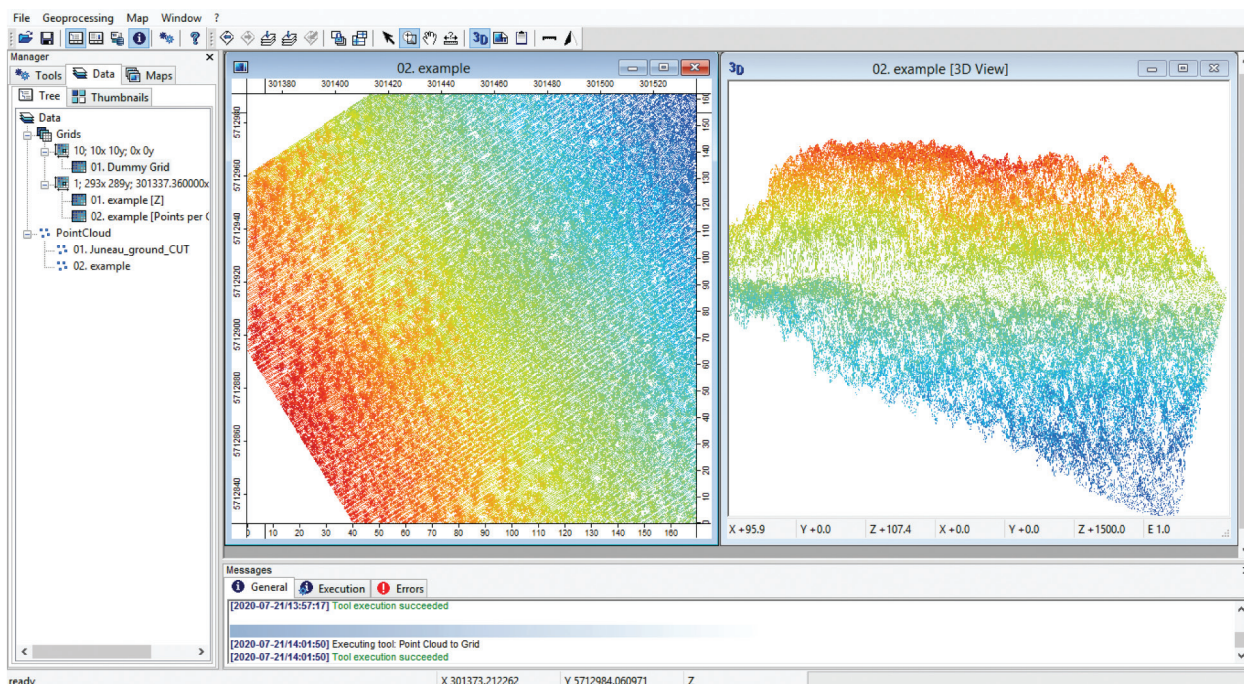 File Geoprocessing Map Window ?
3D
Manager
Tools Data Maps
Tree Thumbnails
Data
Grids
10; 10x 10y; 0x 0y
01. Dummy Grid
1; 293x 289y; 301337.360000x
01. example [Z]
02. example [Points per C
PointCloud
01. Juneau_ground_CUT
02. example
02. example
301380 301400 301420 301440 301460 301480 301500 301520
5712980
5712960
5712940
5712920
5712900
5712880
5712860
5712840
160
150
140
130
120
110
100
90
80
70
60
50
40
30
20
10
0
0 10 20 30 40 50 60 70 80 90 100 110 120 130 140 150 160
3D 02. example [3D View]
X +95.9 Y +0.0 Z +107.4 X +0.0 Y +0.0 Z +1500.0 E 1.0
Messages
General Execution Errors
[2020-07-21/13:57:17] Tool execution succeeded
[2020-07-21/14:01:50] Executing tool: Point Cloud to Grid
[2020-07-21/14:01:50] Tool execution succeeded
ready X 301373.212262 Y 5712984.060971 Z